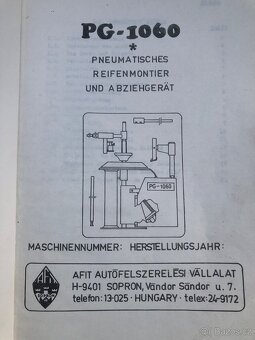 PG-1060
*
PNEUMATISCHES
REIFENMONTIER
UND ABZIEHGERÄT
PG-1060
MASCHINENNUMMER: HERSTELLUNGSJAHR:
AFIT
AFIT AUTÓFELSZERELÉSI VÁLLALAT
H-9401 SOPRON, Vándor Sándor u. 7.
telefon: 13-025 · HUNGARY · telex: 24-9172